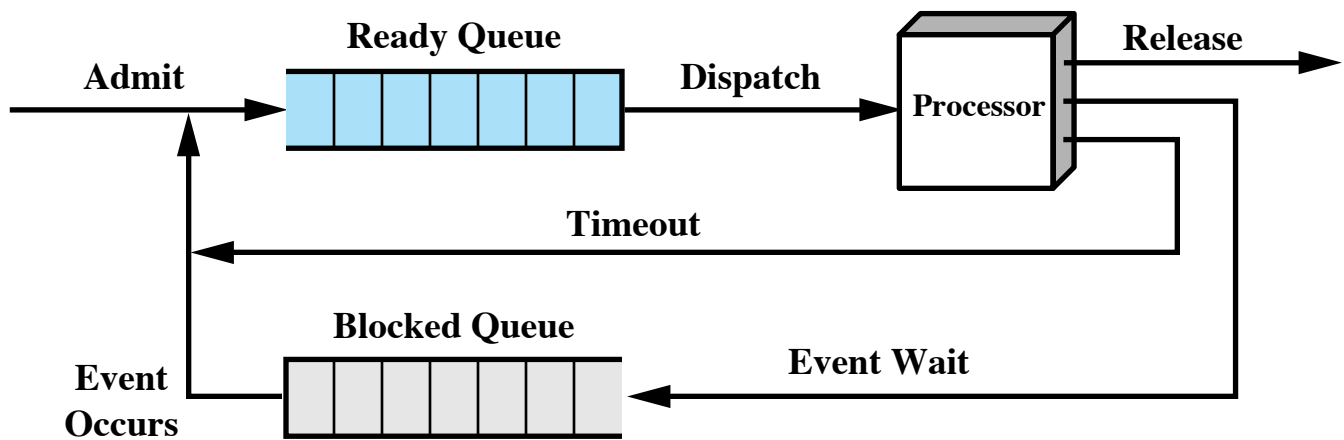 Ready Queue
Release
Admit
Dispatch
Processor
Timeout
Blocked Queue
Event Wait
Event
Occurs